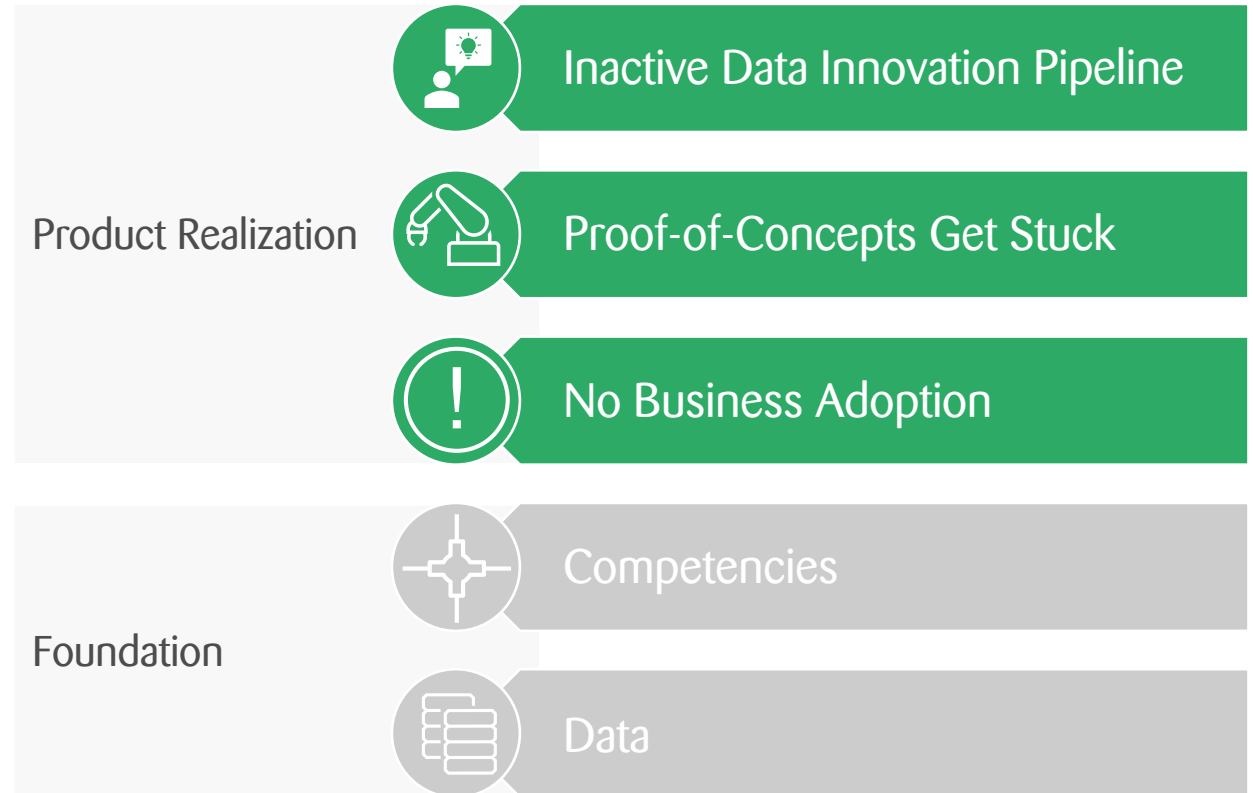 Inactive Data Innovation Pipeline
Product Realization
Proof-of-Concepts Get Stuck
No Business Adoption
Competencies
Foundation
Data